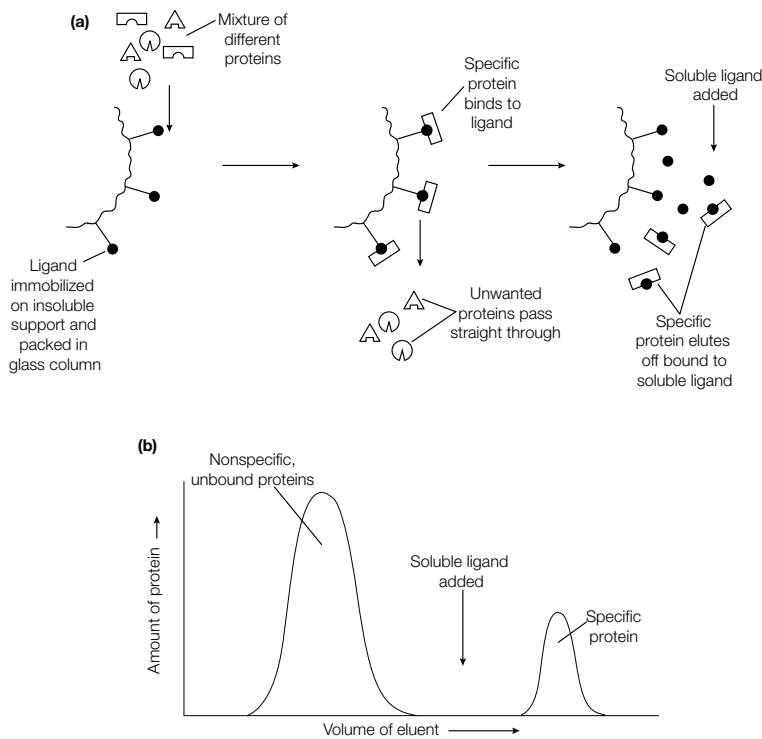 (a)
Mixture of
different
proteins
Specific
protein
binds to
ligand
Soluble ligand
added
Ligand
immobilized
on insoluble
support and
packed in
glass column
Unwanted
proteins pass
straight through
Specific
protein elutes
off bound to
soluble ligand
(b)
Nonspecific,
unbound proteins
Soluble ligand
added
Specific
protein
Amount of protein
Volume of eluent